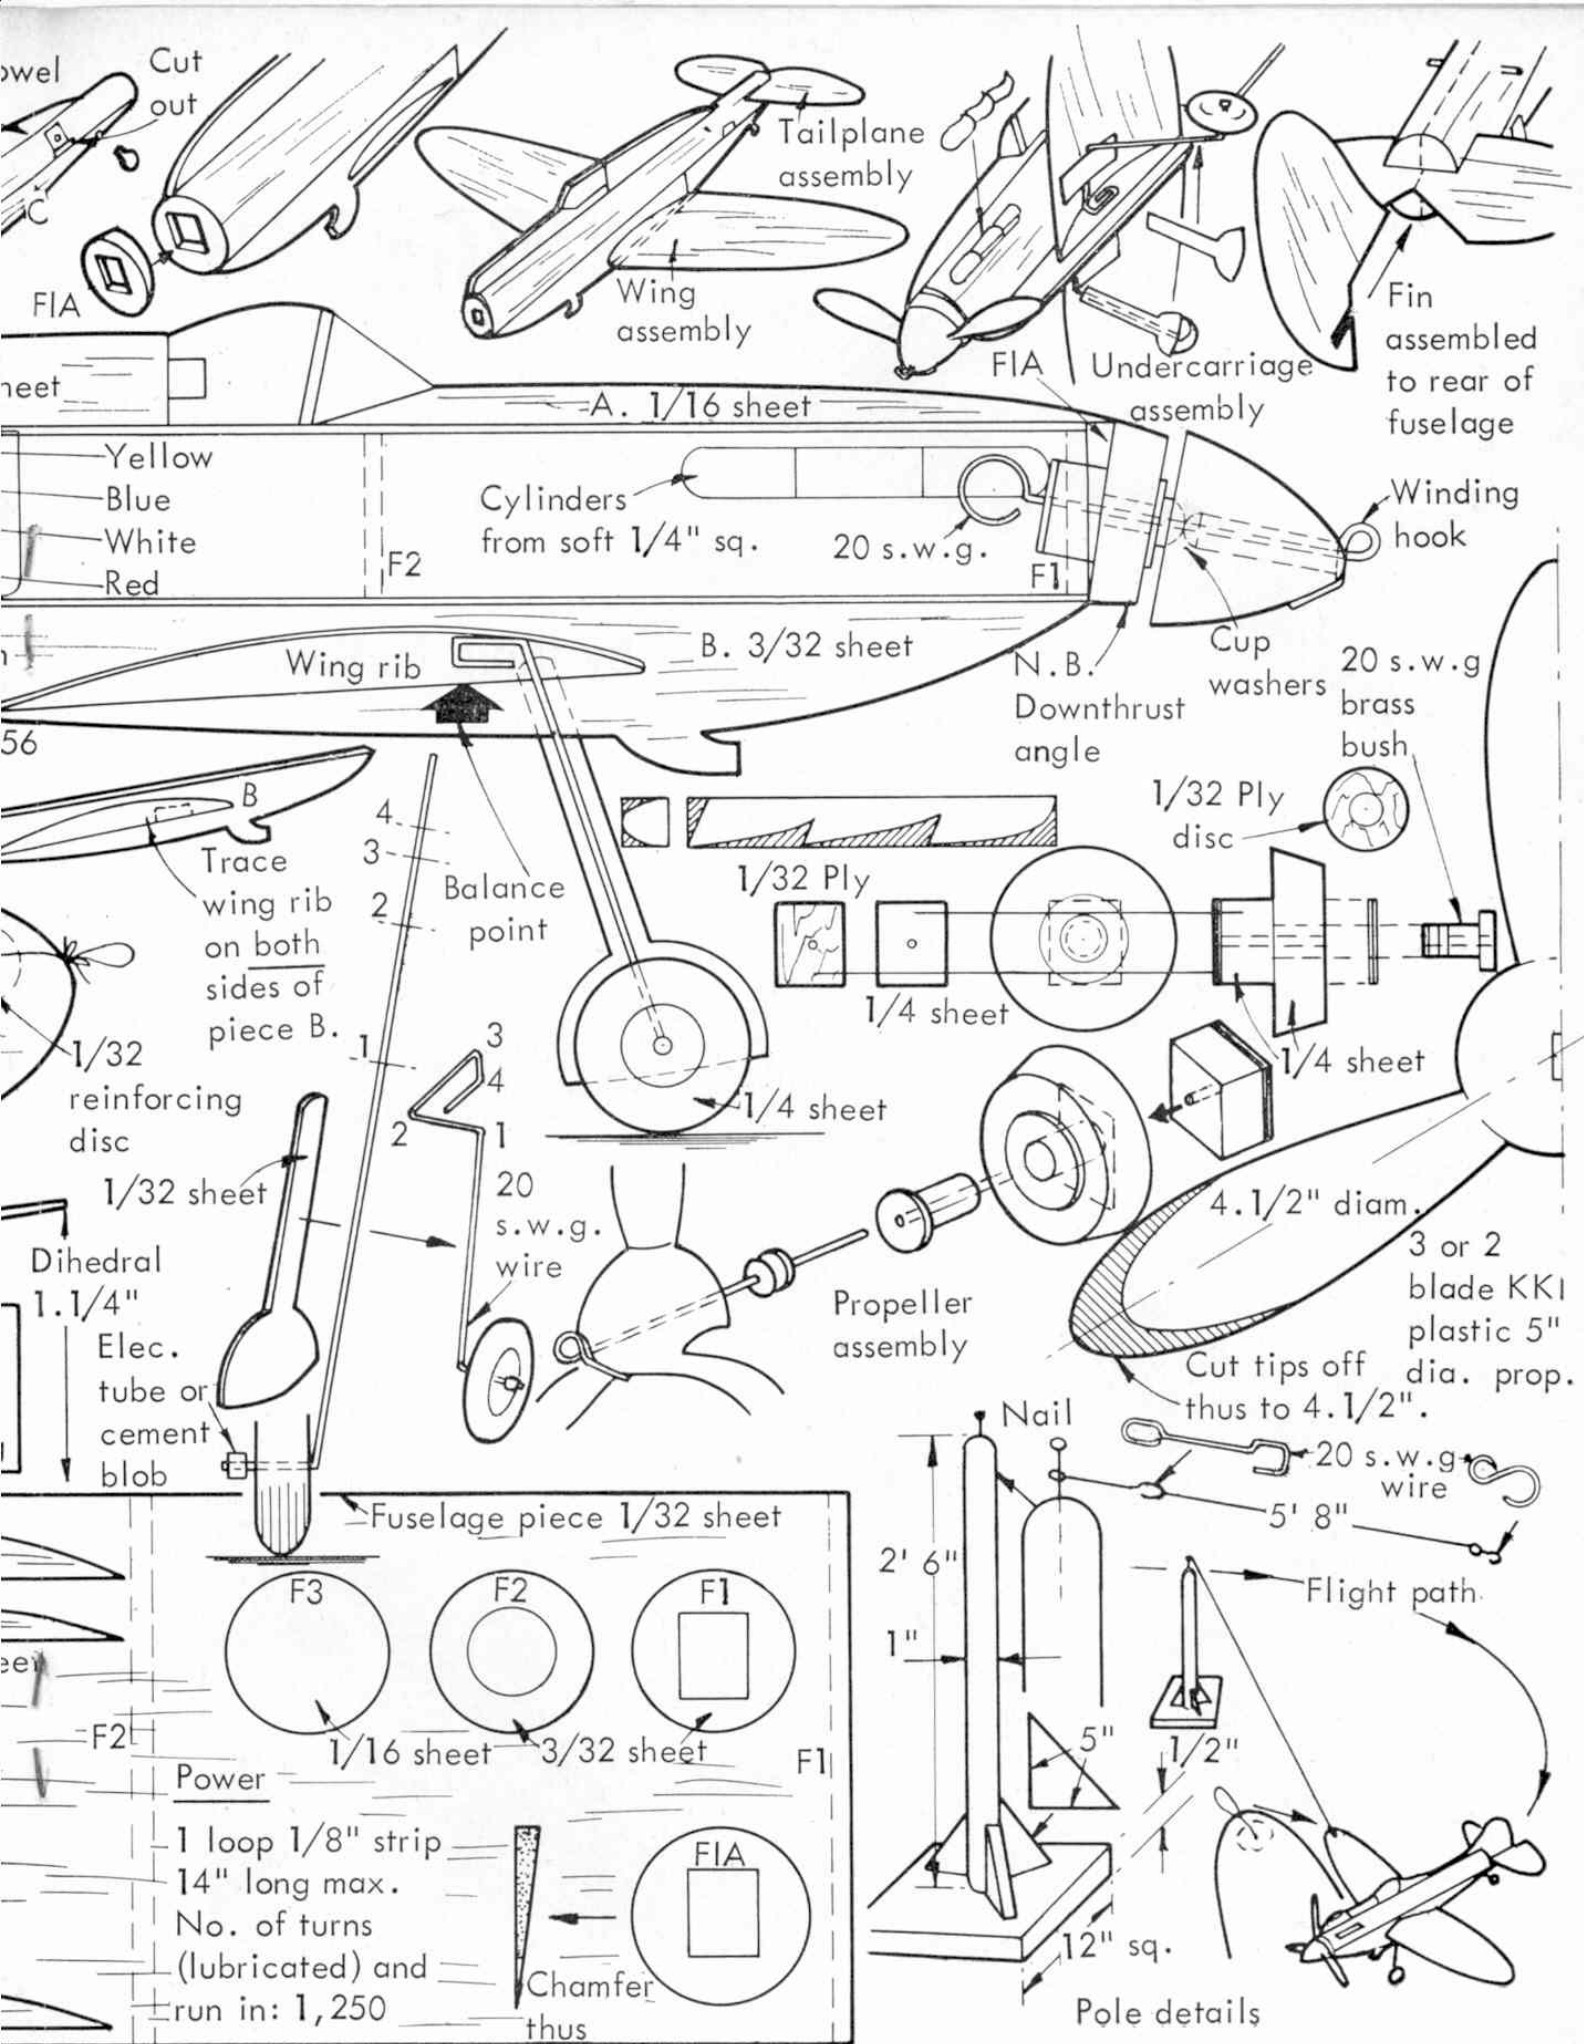 Cut
out
C
F1A
Tailplane
assembly
Wing
assembly
F1A
Undercarriage
assembly
Fin
assembled
to rear of
fuselage
A. 1/16 sheet
Yellow
Blue
White
Red
F2
Cylinders
from soft 1/4" sq.
20 s.w.g.
F1
Winding
hook
Wing rib
B. 3/32 sheet
N.B.
Downthrust
angle
Cup
washers
20 s.w.g
brass
bush
56
B
Trace
wing rib
on both
sides of
piece B.
4
3
2
1
Balance
point
1/32 Ply
disc
1/32 Ply
1/4 sheet
1/4 sheet
1/32
reinforcing
disc
3
4
2
1
1/4 sheet
1/32 sheet
20
s.w.g.
wire
Dihedral
1.1/4"
Elec.
tube or
cement
blob
Propeller
assembly
4.1/2" diam.
3 or 2
blade KK1
plastic 5"
dia. prop.
Cut tips off
thus to 4.1/2".
Nail
20 s.w.g
wire
5' 8"
Fuselage piece 1/32 sheet
F3
F2
F1
1/16 sheet
3/32 sheet
F2
F1
Power
1 loop 1/8" strip
14" long max.
No. of turns
(lubricated) and
run in: 1,250
F1A
Chamfer
thus
2' 6"
1"
5"
1/2"
Flight path
12" sq.
Pole details